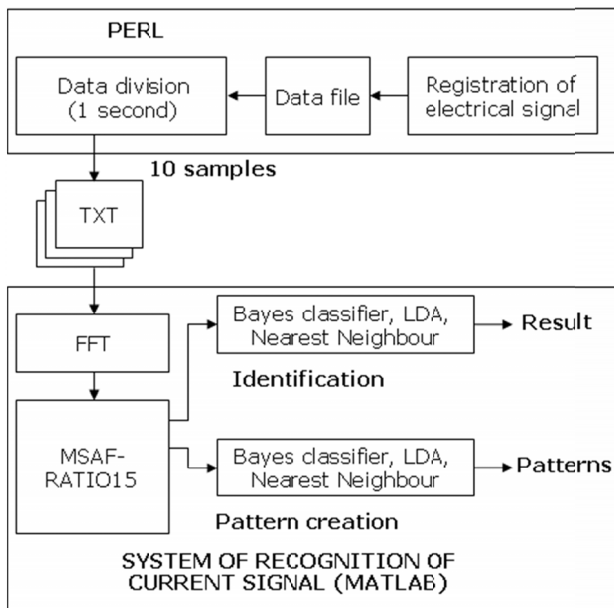 PERL
Data division
(1 second)
Data file
Registration of
electrical signal
10 samples
TXT
FFT
Bayes classifier, LDA,
Nearest Neighbour
Result
Identification
MSAF-
RATIO15
Bayes classifier, LDA,
Nearest Neighbour
Patterns
Pattern creation
SYSTEM OF RECOGNITION OF
CURRENT SIGNAL (MATLAB)